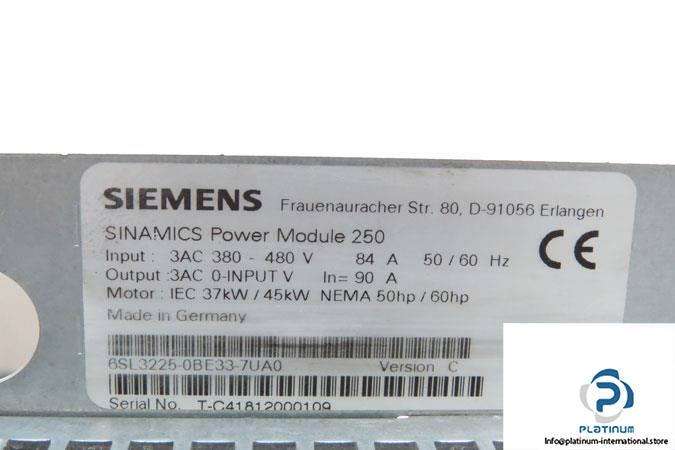 SIEMENS Frauenauracher Str. 80, D-91056 Erlangen
SINAMICS Power Module 250
Input : 3AC 380 - 480 V 84 A 50 / 60 Hz
Output :3AC 0-INPUT V In= 90 A
Motor : IEC 37kW / 45kW NEMA 50hp / 60hp
Made in Germany
CE
6SL3225-0BE33-7UA0 Version C
Serial No. T-C41812000109
PLATINUM
info@platinum-international.store